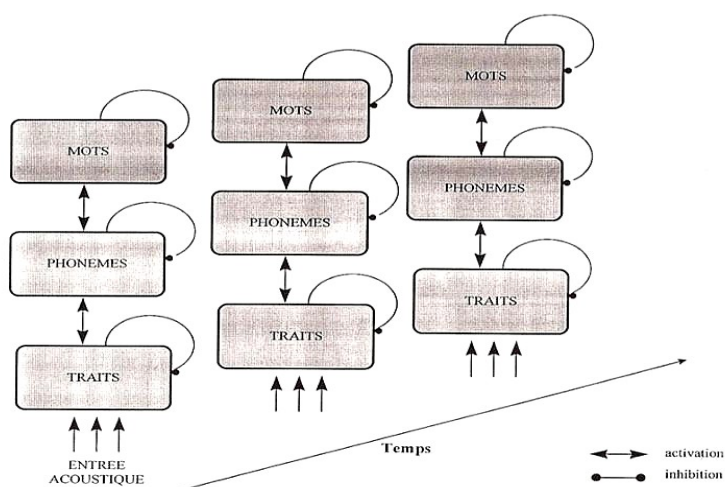 MOTS
PHONEMES
TRAITS
ENTREE
ACOUSTIQUE
MOTS
PHONEMES
TRAITS
MOTS
PHONEMES
TRAITS
Temps
activation
inhibition